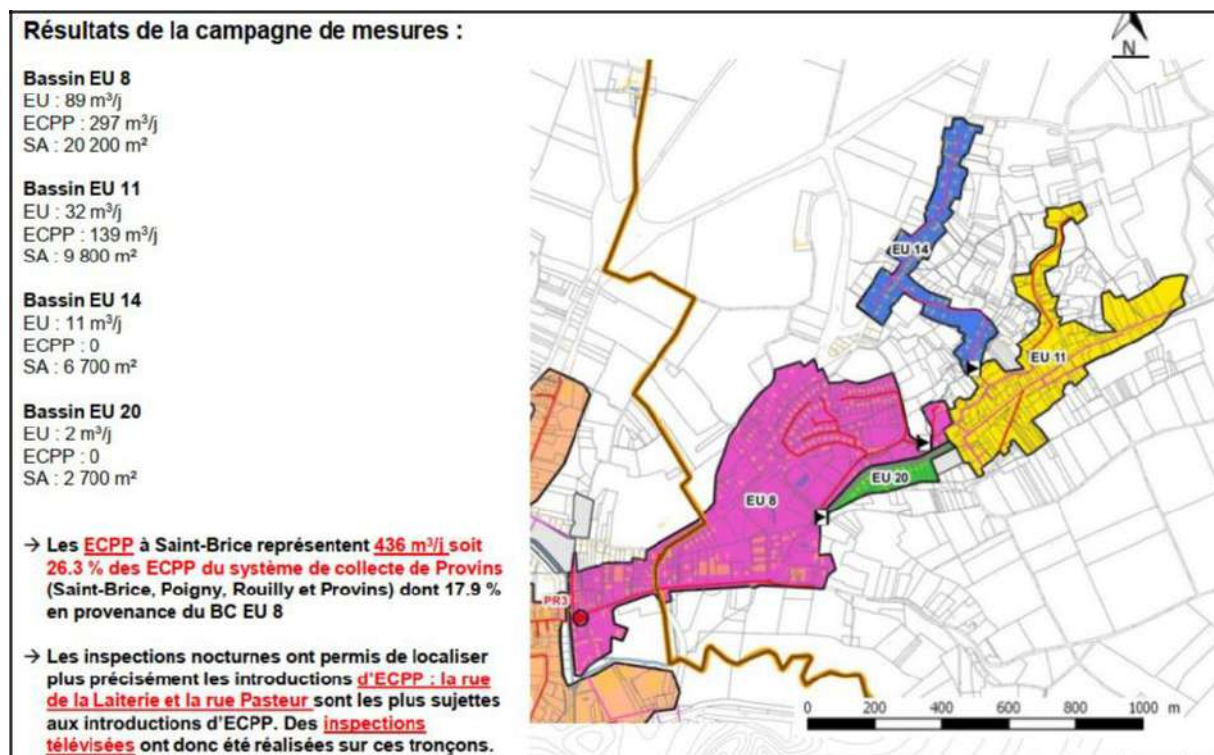 Résultats de la campagne de mesures :
Bassin EU 8
EU : 89 m³/j
ECPP : 297 m³/j
SA : 20 200 m²
Bassin EU 11
EU : 32 m³/j
ECPP : 139 m³/j
SA : 9 800 m²
Bassin EU 14
EU : 11 m³/j
ECPP : 0
SA : 6 700 m²
Bassin EU 20
EU : 2 m³/j
ECPP : 0
SA : 2 700 m²
→ Les ECPP à Saint-Brice représentent 436 m³/j soit
26.3 % des ECPP du système de collecte de Provins
(Saint-Brice, Poigny, Rouilly et Provins) dont 17.9 %
en provenance du BC EU 8
→ Les inspections nocturnes ont permis de localiser
plus précisément les introductions d'ECPP : la rue
de la Laiterie et la rue Pasteur sont les plus sujettes
aux introductions d'ECPP. Des inspections
télévisées ont donc été réalisées sur ces tronçons.
N
EU 14
EU 11
EU 20
EU 8
PR3
0 200 400 600 800 1000 m